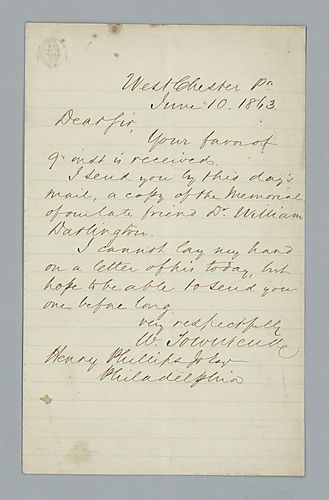 West Chester Pa
June 10. 1863.
Dear Sir,
Your favor of
9th inst is received.
I send you by this day's
mail, a copy of the Memorial
of our late friend Dr. William
Darlington.
I cannot lay my hand
on a letter of his today, but
hope to be able to send you
one before long.
very respectfully
W. Townsend
Henry Phillips Jr Esq
Philadelphia